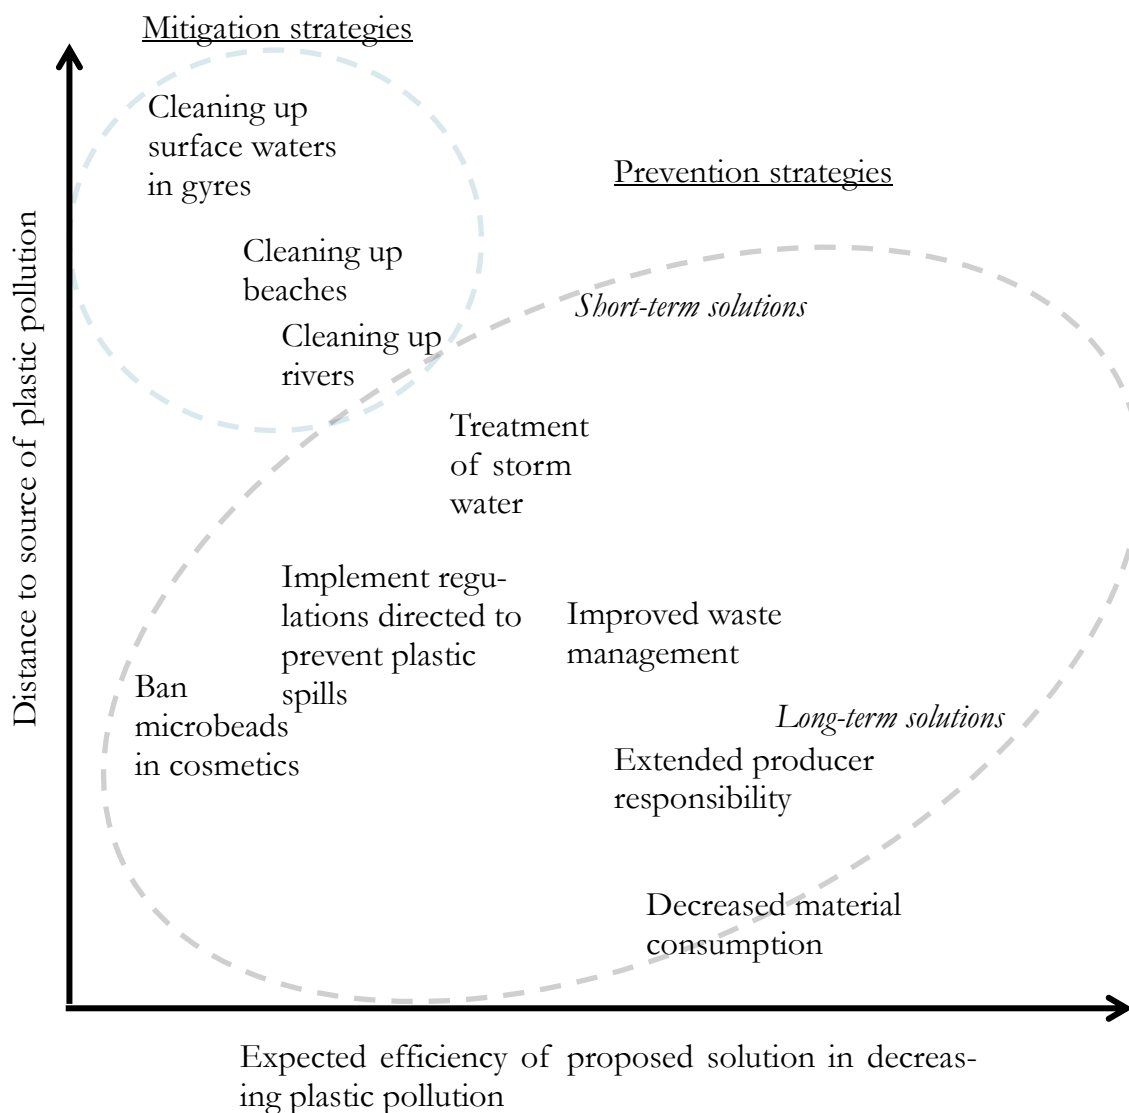 Mitigation strategies
Cleaning up
surface waters
in gyres
Prevention strategies
Cleaning up
beaches
Short-term solutions
Cleaning up
rivers
Treatment
of storm
water
Implement regu-
lations directed to
prevent plastic
spills
Improved waste
management
Ban
microbeads
in cosmetics
Long-term solutions
Extended producer
responsibility
Decreased material
consumption
Distance to source of plastic pollution
Expected efficiency of proposed solution in decreas-
ing plastic pollution